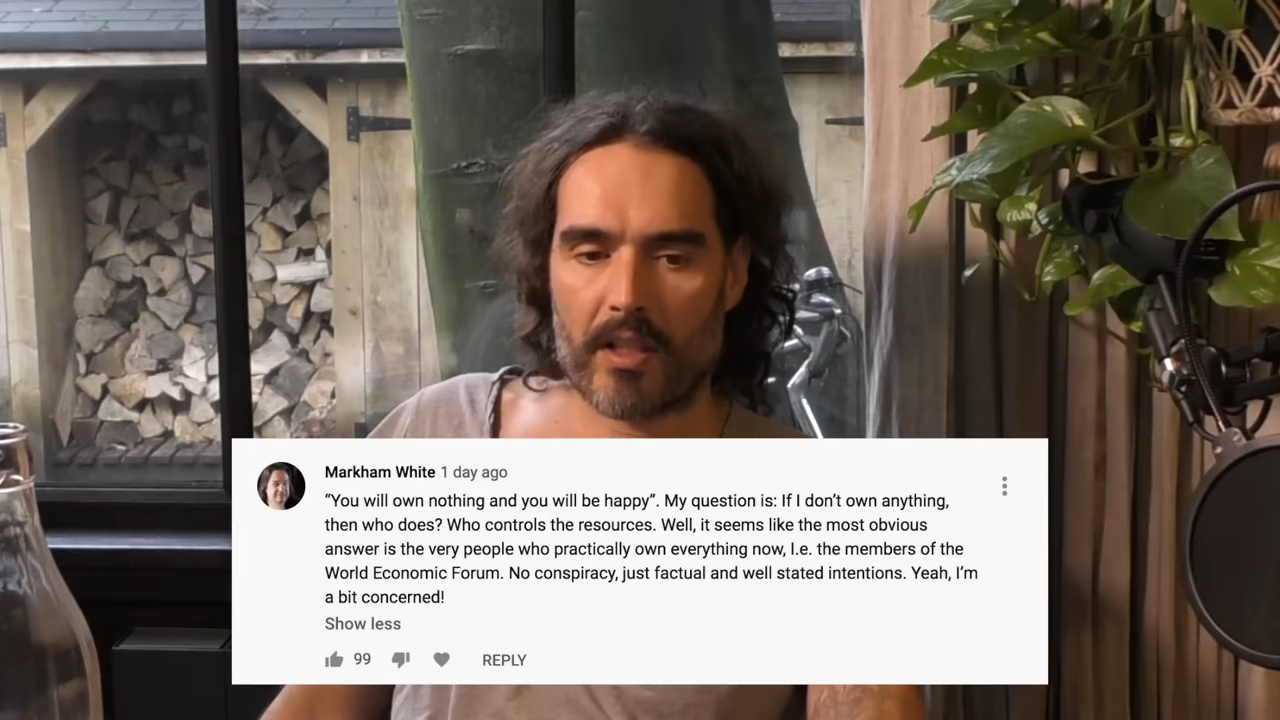 Markham White 1 day ago
“You will own nothing and you will be happy”. My question is: If I don’t own anything,
then who does? Who controls the resources. Well, it seems like the most obvious
answer is the very people who practically own everything now, I.e. the members of the
World Economic Forum. No conspiracy, just factual and well stated intentions. Yeah, I’m
a bit concerned!
Show less
99
REPLY